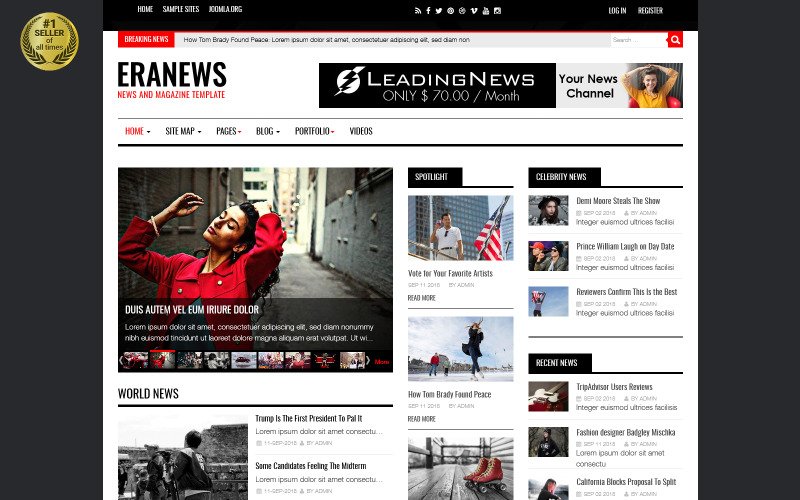 #1
SELLER
of
all times
HOME SAMPLE SITES JOOMLA.ORG
LOG IN REGISTER
BREAKING NEWS
How Tom Brady Found Peace. Lorem ipsum dolor sit, amet, consectetuer adipiscing elit, sed diam non
Search ...
ERANEWS
NEWS AND MAGAZINE TEMPLATE
LEADINGNEWS
ONLY $ 70.00 / Month
Your News
Channel
HOME SITE MAP PAGES BLOG PORTFOLIO VIDEOS
DUIS AUTEM VEL EUM IRIURE DOLOR
Lorem ipsum dolor sit amet, consectetuer adipiscing elit, sed diam nonummy
nibh euismod tincidunt ut laoreet dolore magna aliquam erat volutpat. Ut wi...
More
WORLD NEWS
Trump Is The First President To Pal It
Lorem ipsum dolor sit amet, consectetu...
11-SEP-2018 BY ADMIN
Some Candidates Feeling The Midterm
Lorem ipsum dolor sit amet, consectetu...
11-SEP-2018 BY ADMIN
SPOTLIGHT
Vote for Your Favorite Artists
SEP 11 2018 BY ADMIN
READ MORE
How Tom Brady Found Peace
SEP 11 2018 BY ADMIN
READ MORE
CELEBRITY NEWS
Demi Moore Steals The Show
SEP 02 2018 BY ADMIN
Integer euismod ultrices facilisi
Prince William Laugh on Day Date
SEP 02 2018 BY ADMIN
Integer euismod ultrices facilisi
Reviewers Confirm This Is the Best
SEP 02 2018 BY ADMIN
Integer euismod ultrices facilisi
RECENT NEWS
TripAdvisor Users Reviews
SEP 11 2018 BY ADMIN
Integer euismod ultrices facilisis
Fashion designer Badgley Mischka
SEP 11 2018 BY ADMIN
Lorem ipsum dolor sit amet,
consectetu
California Blocks Proposal To Split
SEP 02 2018 BY ADMIN